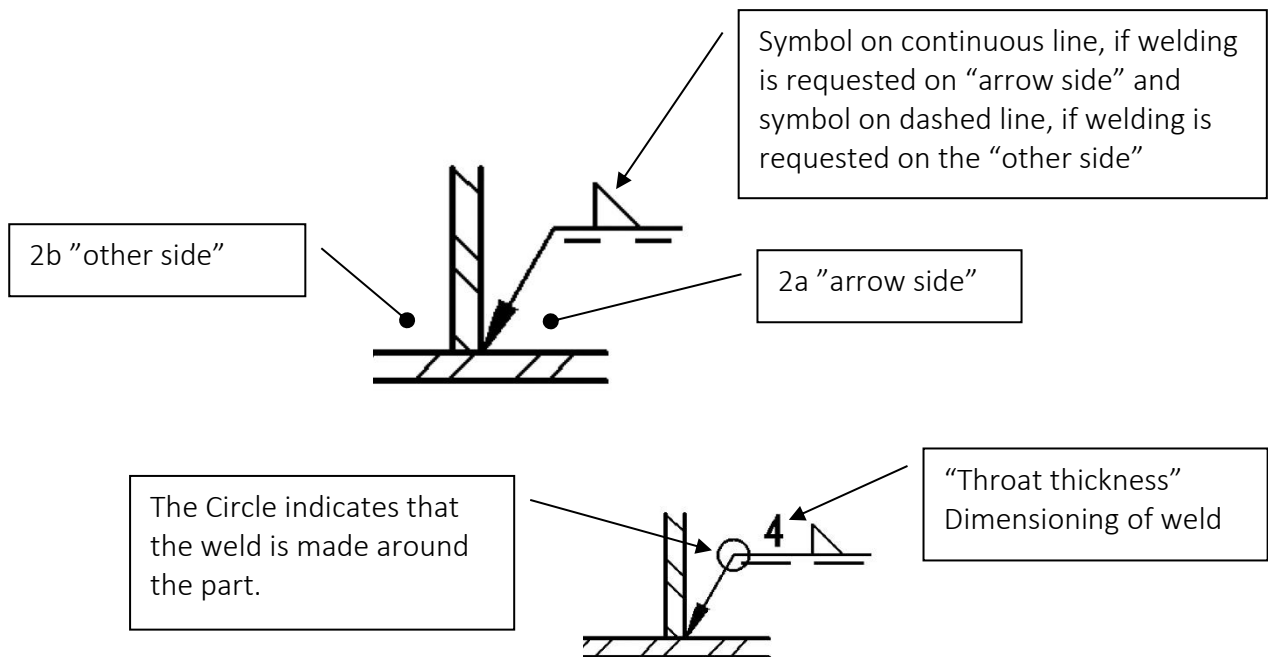 Symbol on continuous line, if welding
is requested on “arrow side” and
symbol on dashed line, if welding is
requested on the “other side”
2b ”other side”
2a ”arrow side”
The Circle indicates that
the weld is made around
the part.
4
“Throat thickness”
Dimensioning of weld